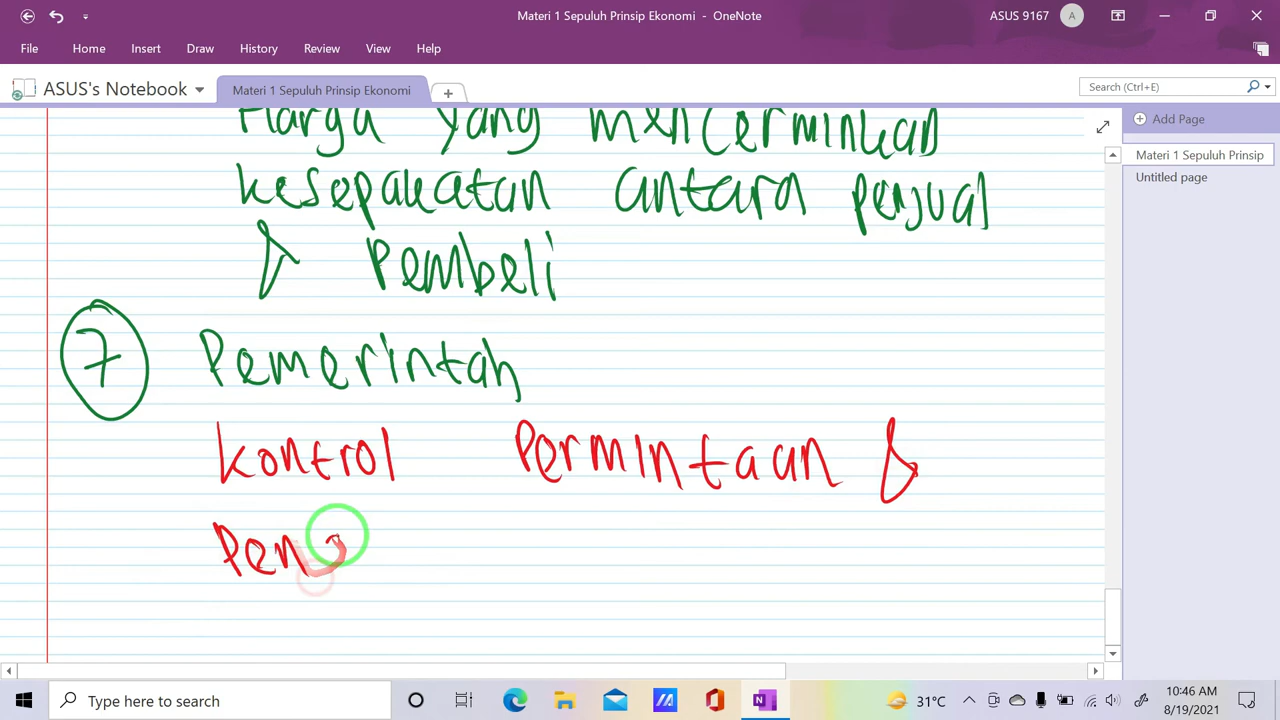 Materi 1 Sepuluh Prinsip Ekonomi - OneNote
ASUS 9167
A
File Home Insert Draw History Review View Help
ASUS's Notebook
Materi 1 Sepuluh Prinsip Ekonomi
Search (Ctrl+E)
Add Page
Materi 1 Sepuluh Prinsip
Untitled page
Harga yang mencerminkan
kesepakatan antara penjual
& Pembeli
7 Pemerintah
kontrol Permintaan &
Pen
Type here to search
31°C
10:46 AM
8/19/2021